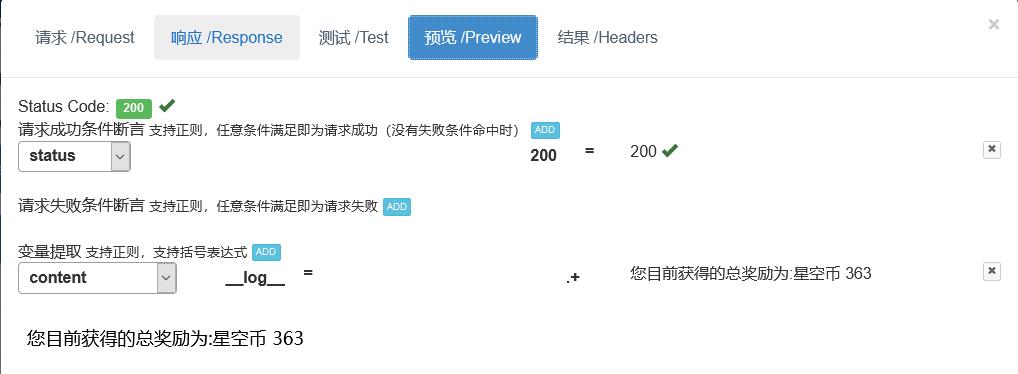 请求 /Request 响应 /Response 测试 /Test 预览 /Preview 结果 /Headers ×
Status Code: 200 ✔
请求成功条件断言 支持正则，任意条件满足即为请求成功（没有失败条件命中时） ADD
status 200 = 200 ✔ ✖
请求失败条件断言 支持正则，任意条件满足即为请求失败 ADD
变量提取 支持正则，支持括号表达式 ADD
content __log__ = .+ 您目前获得的总奖励为:星空币 363 ✖
您目前获得的总奖励为:星空币 363